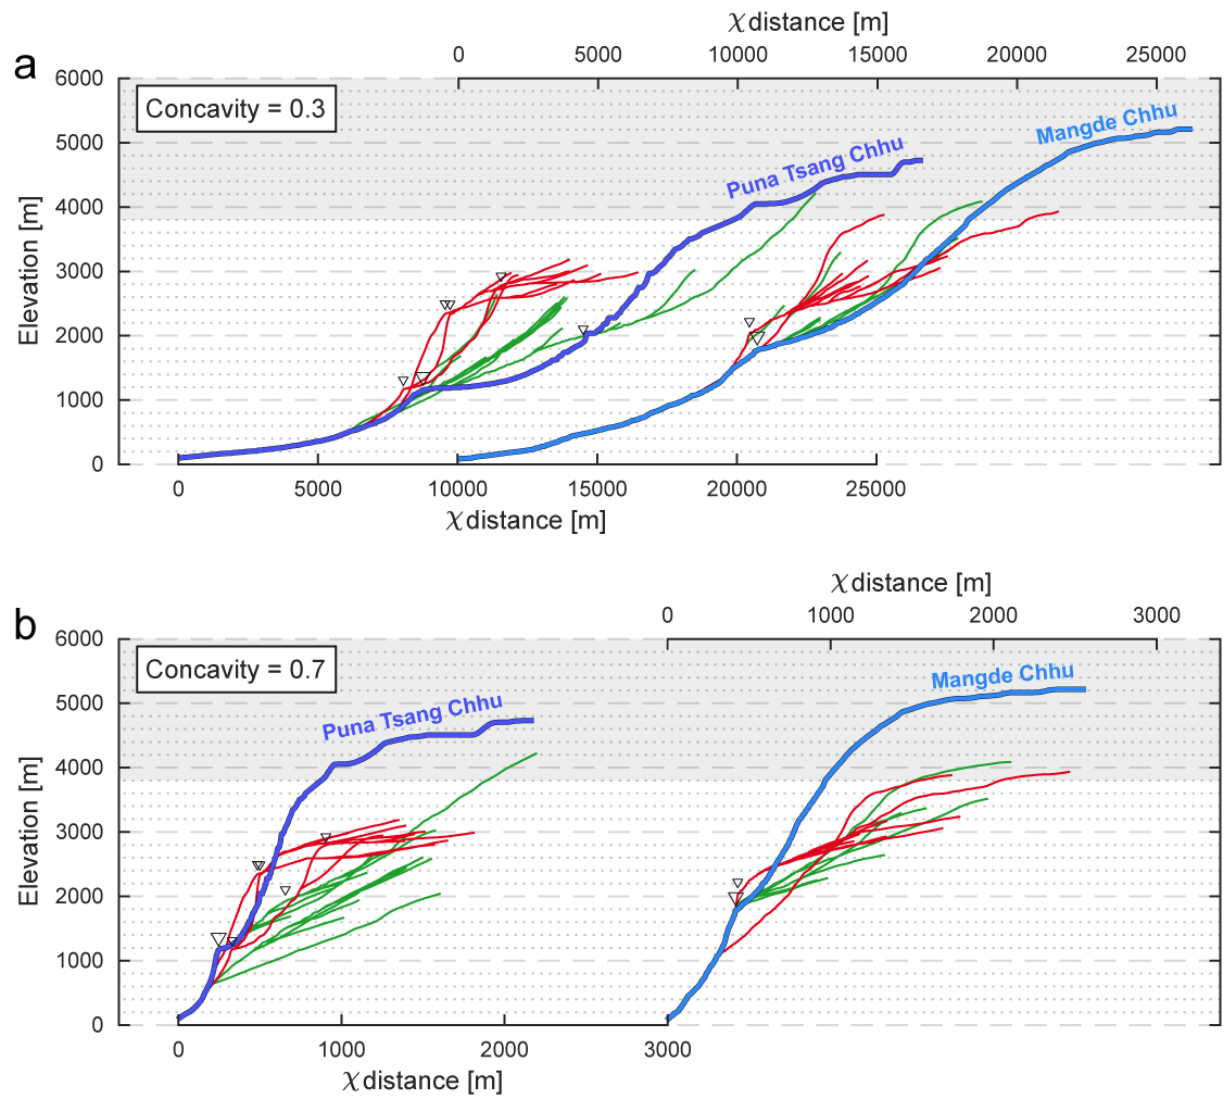 χ distance [m]
0 5000 10000 15000 20000 25000
a
6000
5000
4000
3000
2000
1000
0
Elevation [m]
Concavity = 0.3
Puna Tsang Chhu
Mangde Chhu
0 5000 10000 15000 20000 25000
χ distance [m]
χ distance [m]
0 1000 2000 3000
b
6000
5000
4000
3000
2000
1000
0
Elevation [m]
Concavity = 0.7
Puna Tsang Chhu
Mangde Chhu
0 1000 2000 3000
χ distance [m]